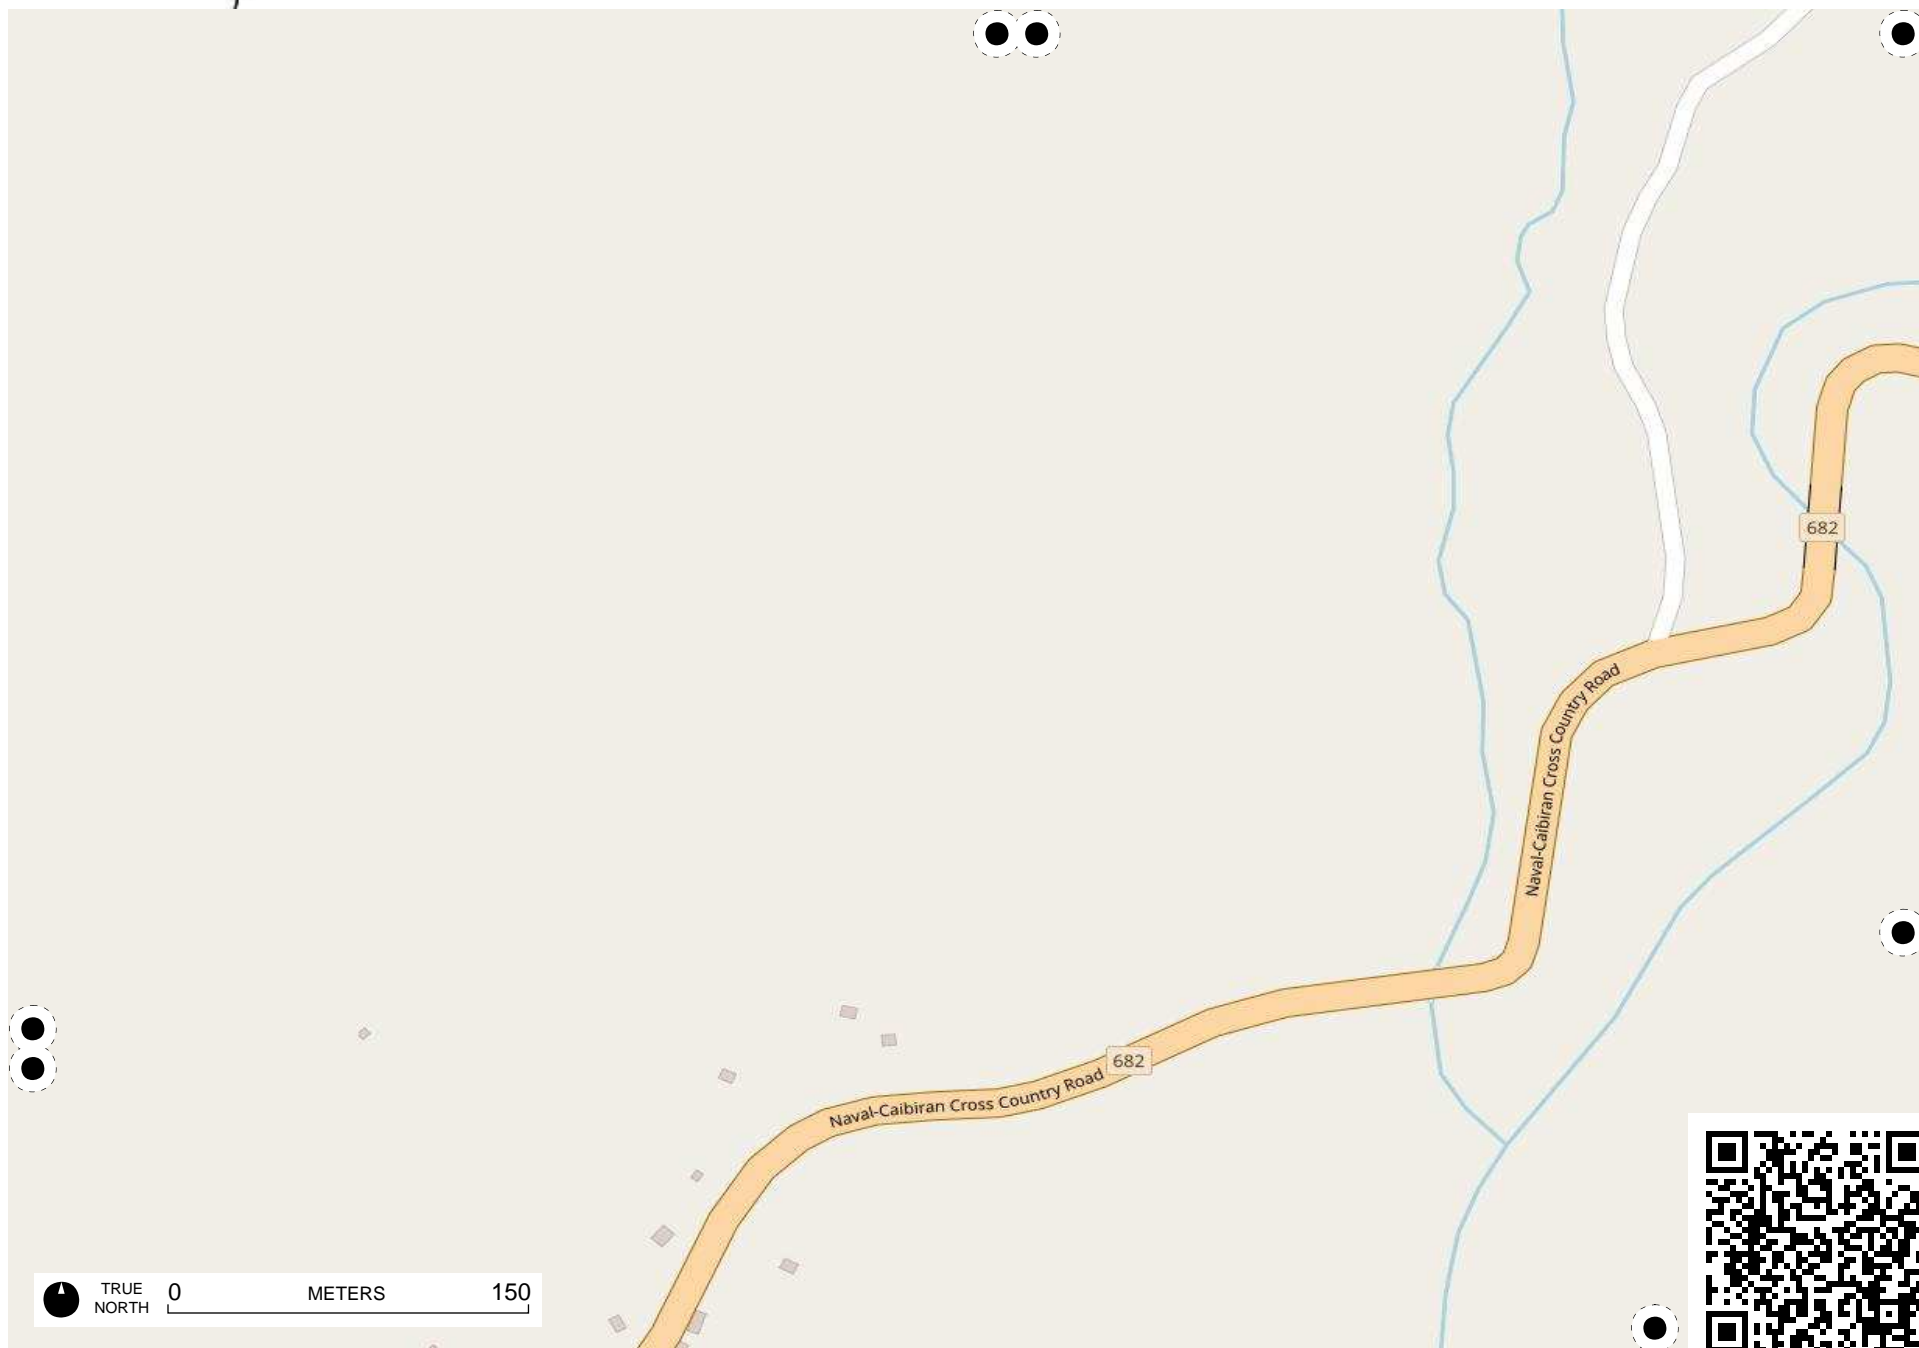 682
Naval-Caibiran Cross Country Road
682
Naval-Caibiran Cross Country Road
TRUE NORTH
0 METERS 150